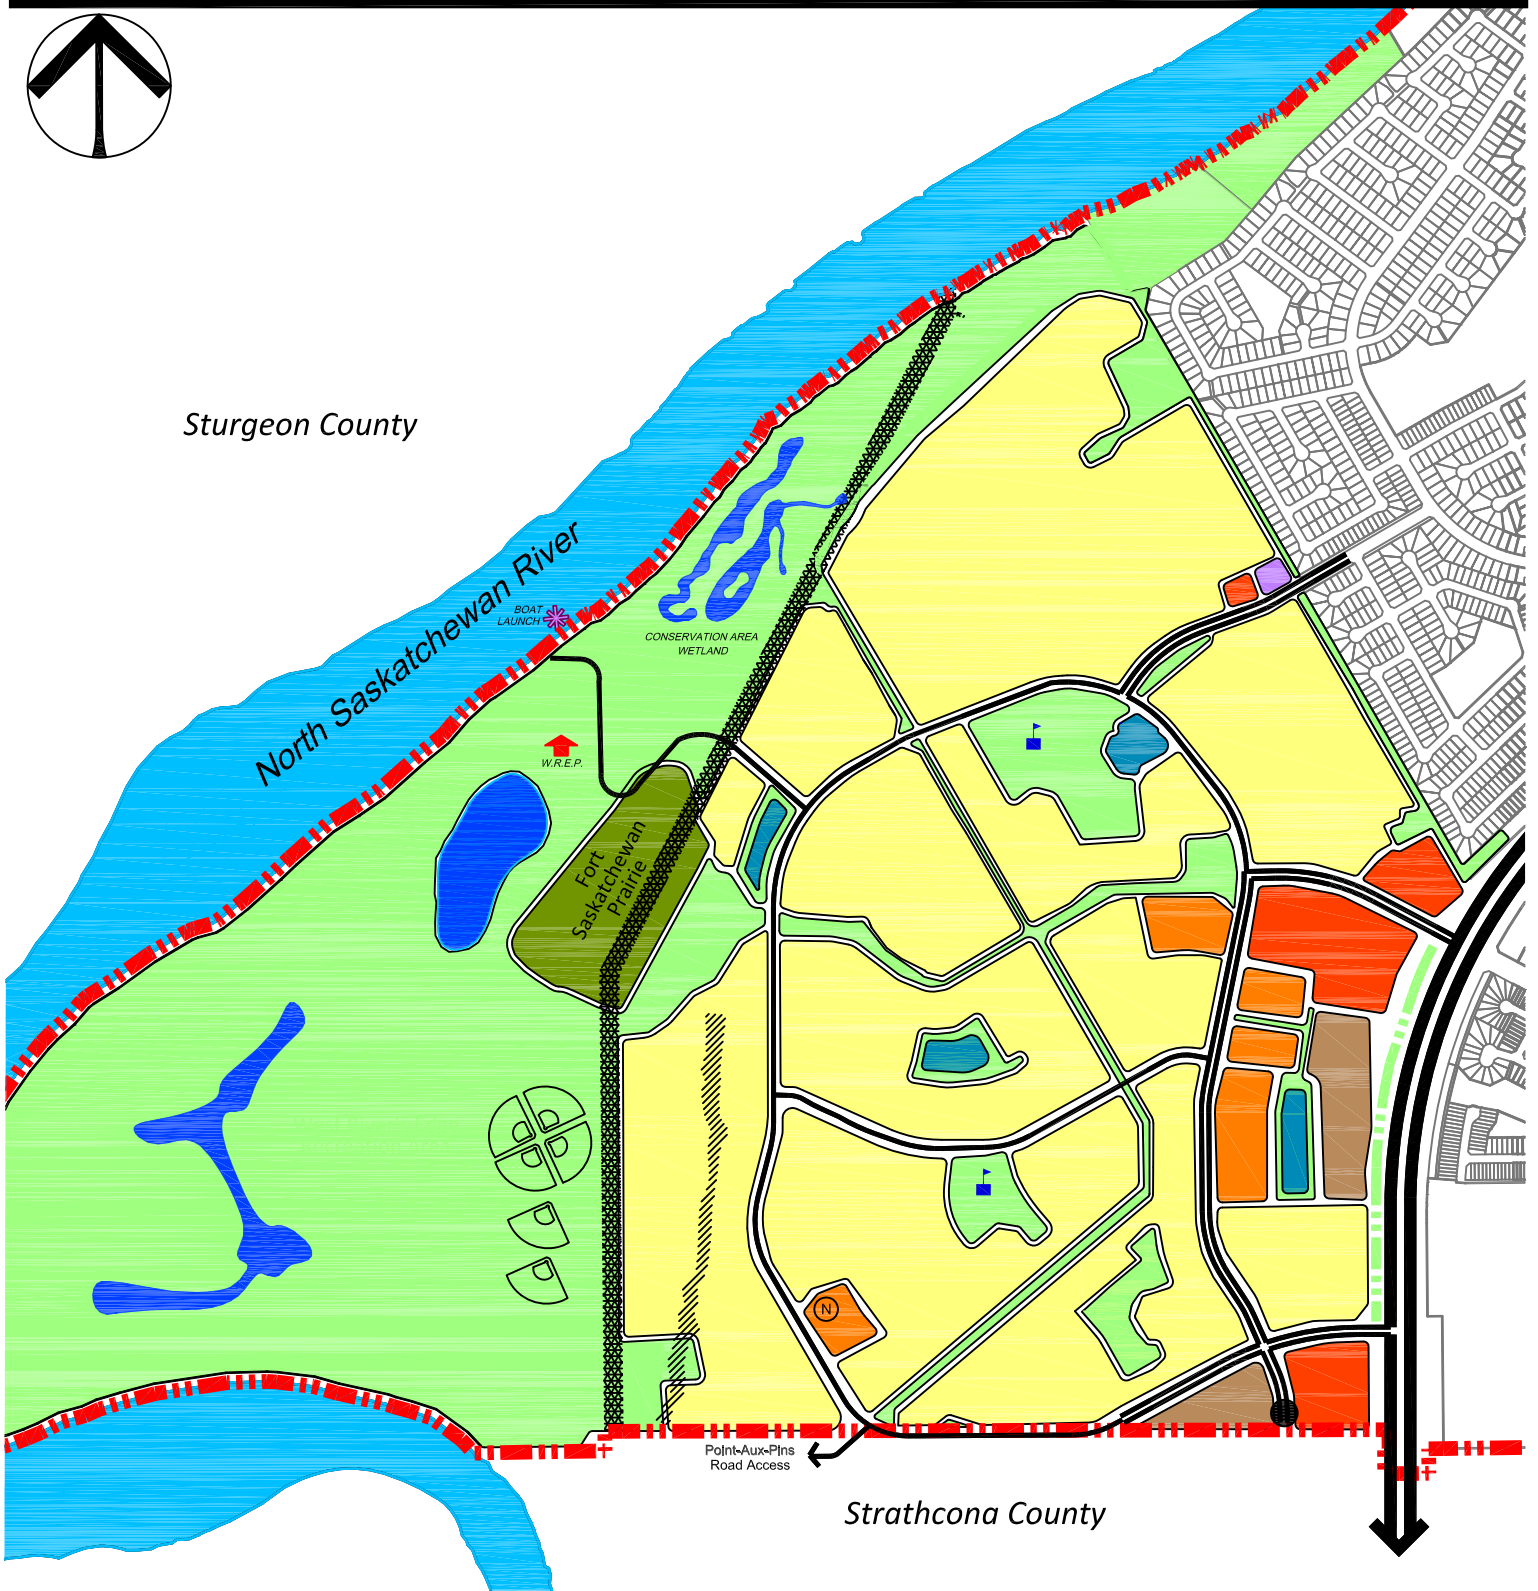 Sturgeon County
North Saskatchewan River
BOAT
LAUNCH
CONSERVATION AREA
WETLAND
W.R.E.P.
Fort
Saskatchewan
Prairie
N
Point-Aux-Pins
Road Access
Strathcona County